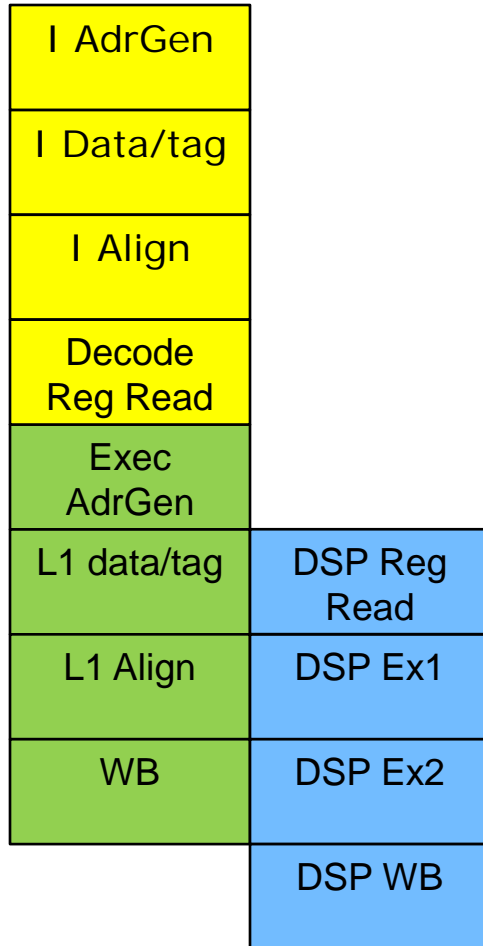 I AdrGen
I Data/tag
I Align
Decode
Reg Read
Exec
AdrGen
L1 data/tag
DSP Reg
Read
L1 Align
DSP Ex1
WB
DSP Ex2
DSP WB